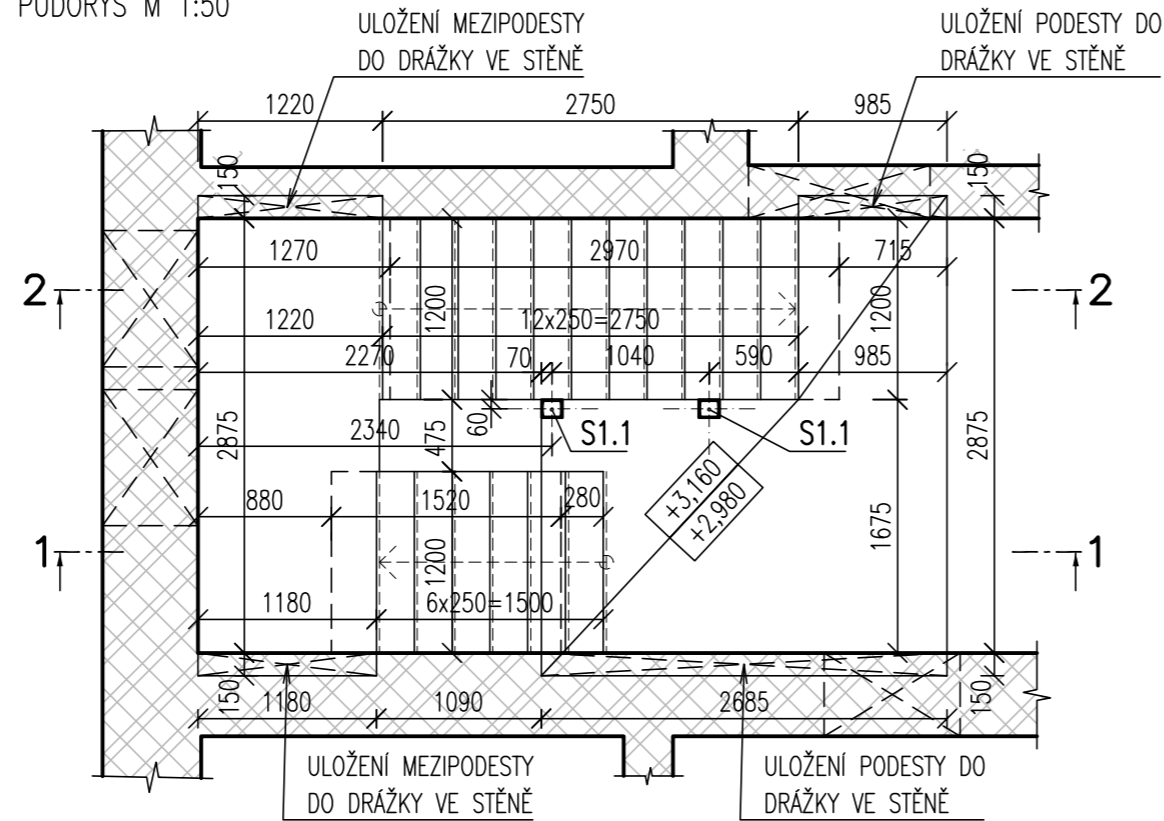 PŮDORYS M 1:50
ULOŽENÍ MEZIPODESTY
DO DRÁŽKY VE STĚNĚ
ULOŽENÍ PODESTY DO
DRÁŽKY VE STĚNĚ
1220
2750
985
150
150
1270
2970
715
2
2
1200
1200
1220
12x250=2750
2270
70
1040
590
985
60
S1.1
S1.1
2875
2340
475
2875
+3,160
+2,980
880
1520
280
1675
1
1
1200
1180
6x250=1500
150
1180
1090
2685
150
ULOŽENÍ MEZIPODESTY
DO DRÁŽKY VE STĚNĚ
ULOŽENÍ PODESTY DO
DRÁŽKY VE STĚNĚ